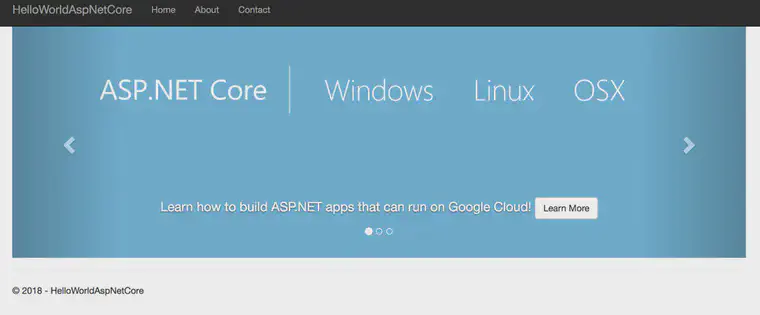 HelloWorldAspNetCore Home About Contact
ASP.NET Core Windows Linux OSX
Learn how to build ASP.NET apps that can run on Google Cloud! Learn More
© 2018 - HelloWorldAspNetCore